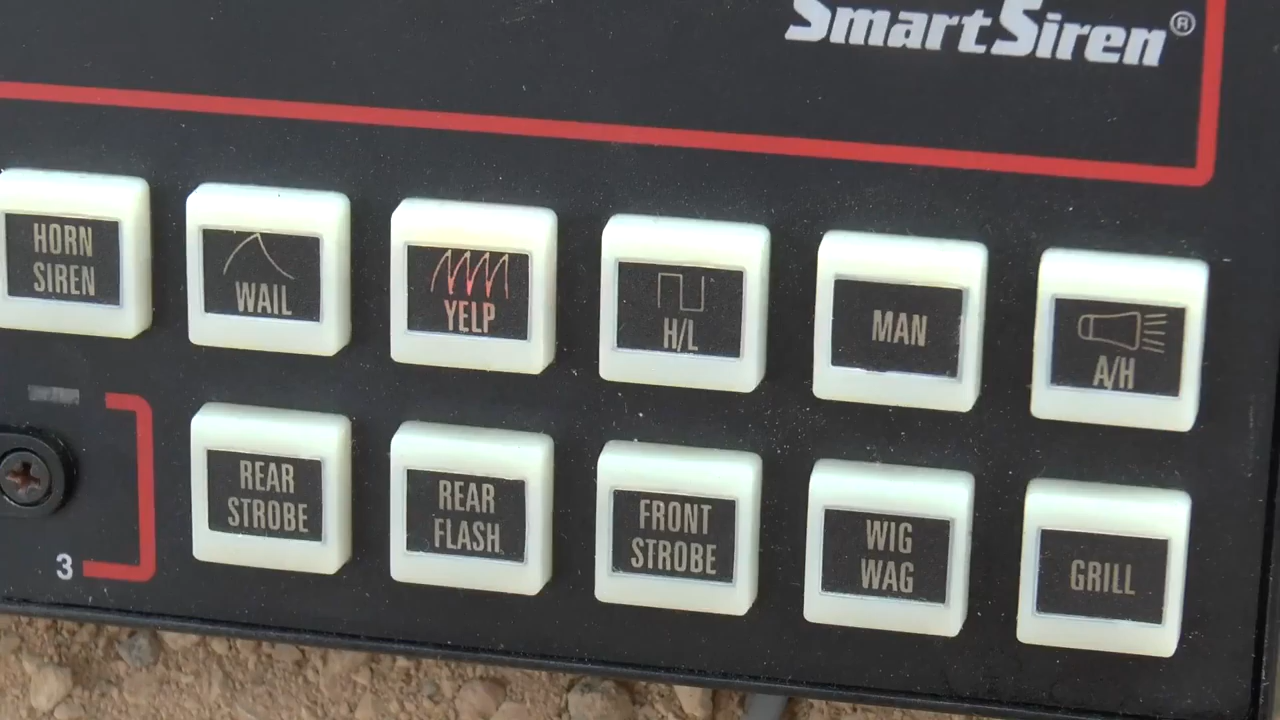 SmartSiren®
HORN
SIREN
WAIL
YELP
H/L
MAN
A/H
REAR
STROBE
REAR
FLASH
FRONT
STROBE
WIG
WAG
GRILL
3